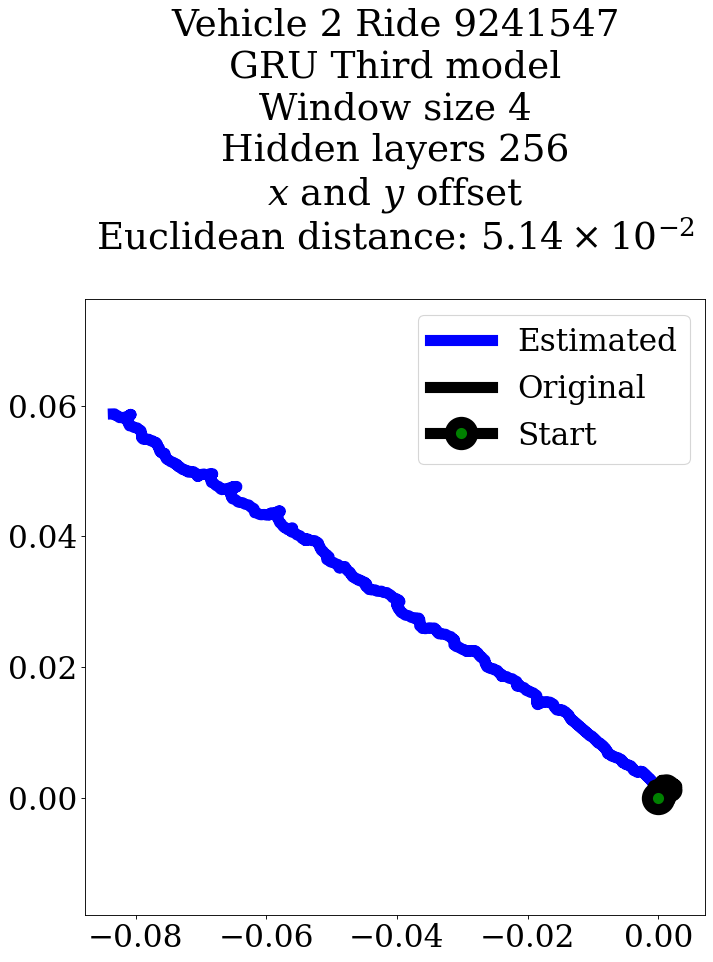 Vehicle 2 Ride 9241547
GRU Third model
Window size 4
Hidden layers 256
x and y offset
Euclidean distance: 5.14 × 10⁻²
Estimated
Original
Start
0.06
0.04
0.02
0.00
−0.08 −0.06 −0.04 −0.02 0.00